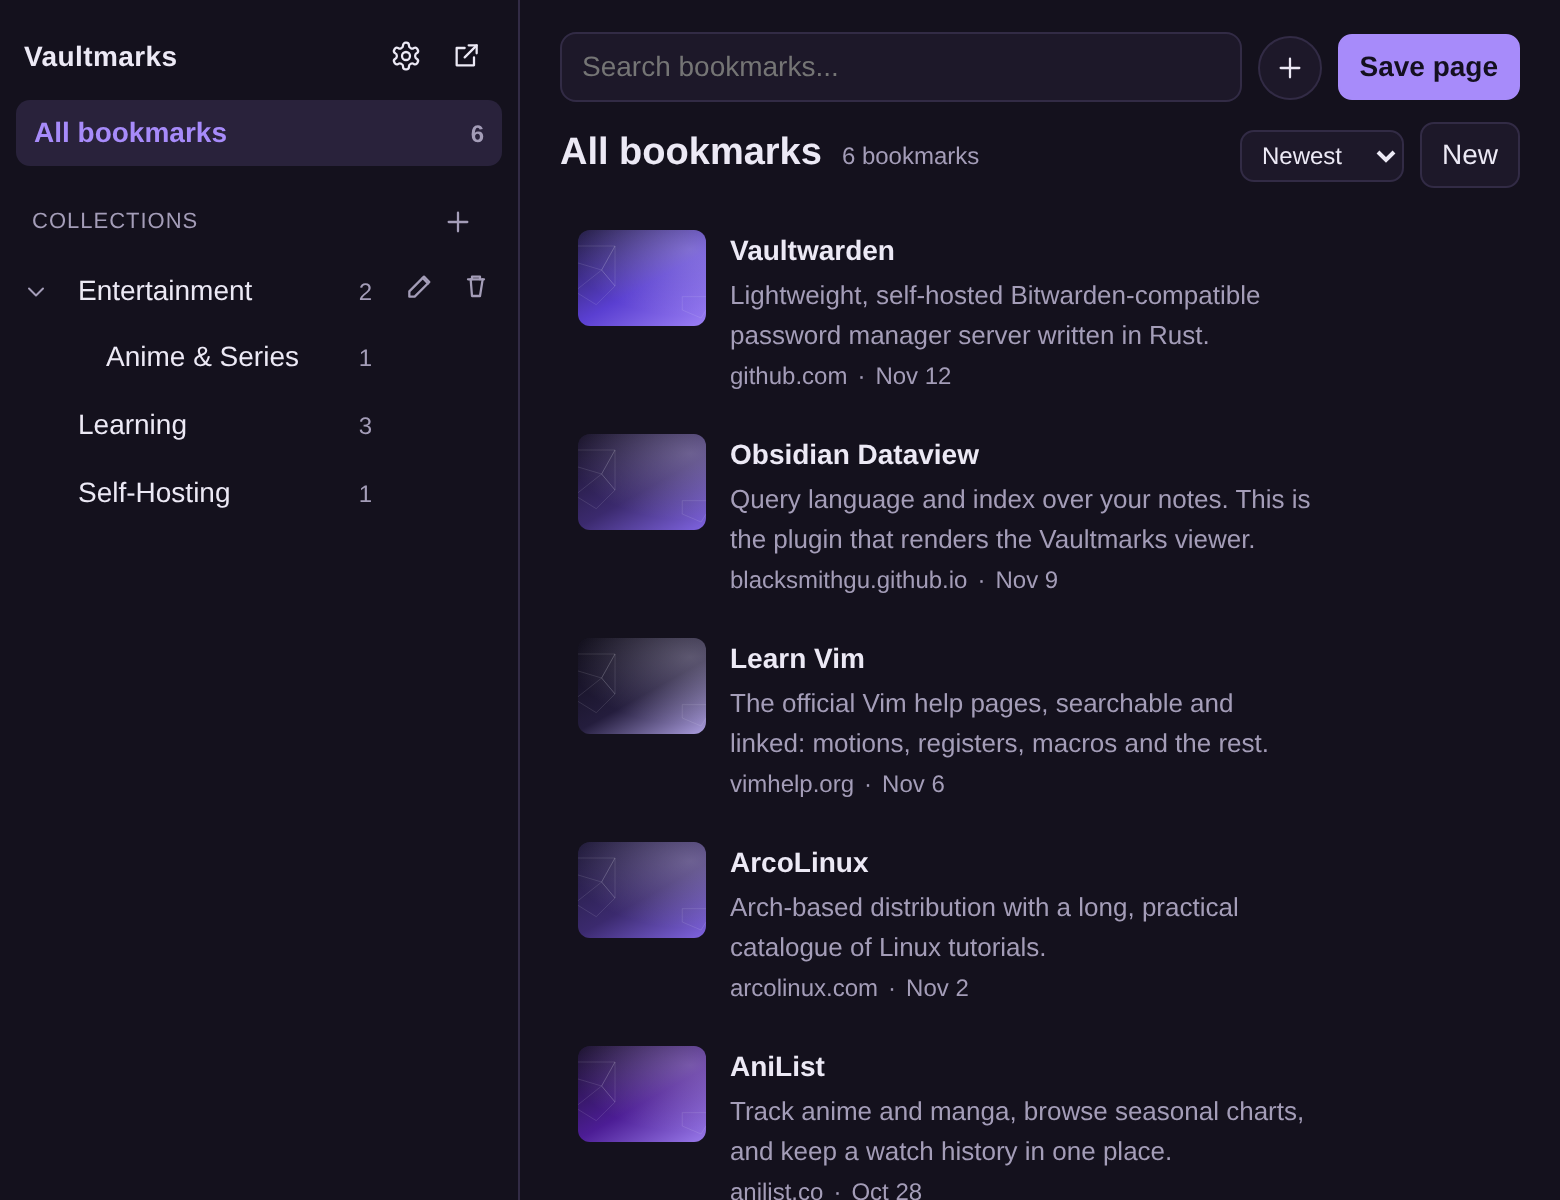 Vaultmarks
All bookmarks 6
COLLECTIONS
Entertainment 2
Anime & Series 1
Learning 3
Self-Hosting 1
Search bookmarks...
Save page
All bookmarks 6 bookmarks
Newest
New
Vaultwarden
Lightweight, self-hosted Bitwarden-compatible
password manager server written in Rust.
github.com · Nov 12
Obsidian Dataview
Query language and index over your notes. This is
the plugin that renders the Vaultmarks viewer.
blacksmithgu.github.io · Nov 9
Learn Vim
The official Vim help pages, searchable and
linked: motions, registers, macros and the rest.
vimhelp.org · Nov 6
ArcoLinux
Arch-based distribution with a long, practical
catalogue of Linux tutorials.
arcolinux.com · Nov 2
AniList
Track anime and manga, browse seasonal charts,
and keep a watch history in one place.
anilist.co · Oct 28